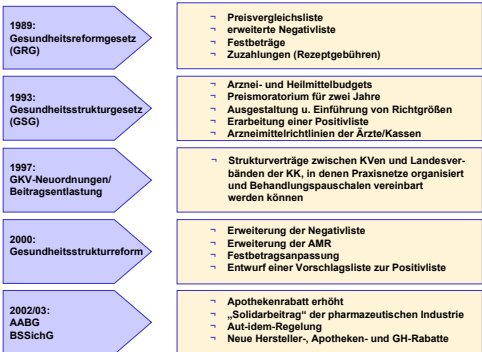 1989:
Gesundheitsreformgesetz
(GRG)
¬ Preisvergleichsliste
¬ erweiterte Negativliste
¬ Festbeträge
¬ Zuzahlungen (Rezeptgebühren)
1993:
Gesundheitsstrukturgesetz
(GSG)
¬ Arznei- und Heilmittelbudgets
¬ Preismoratorium für zwei Jahre
¬ Ausgestaltung u. Einführung von Richtgrößen
¬ Erarbeitung einer Positivliste
¬ Arzneimittelrichtlinien der Ärzte/Kassen
1997:
GKV-Neuordnungen/
Beitragsentlastung
¬ Strukturverträge zwischen KVen und Landesver-
bänden der KK, in denen Praxisnetze organisiert
und Behandlungspauschalen vereinbart
werden können
2000:
Gesundheitsstrukturreform
¬ Erweiterung der Negativliste
¬ Erweiterung der AMR
¬ Festbetragsanpassung
¬ Entwurf einer Vorschlagsliste zur Positivliste
2002/03:
AABG
BSSichG
¬ Apothekenrabatt erhöht
¬ „Solidarbeitrag" der pharmazeutischen Industrie
¬ Aut-idem-Regelung
¬ Neue Hersteller-, Apotheken- und GH-Rabatte